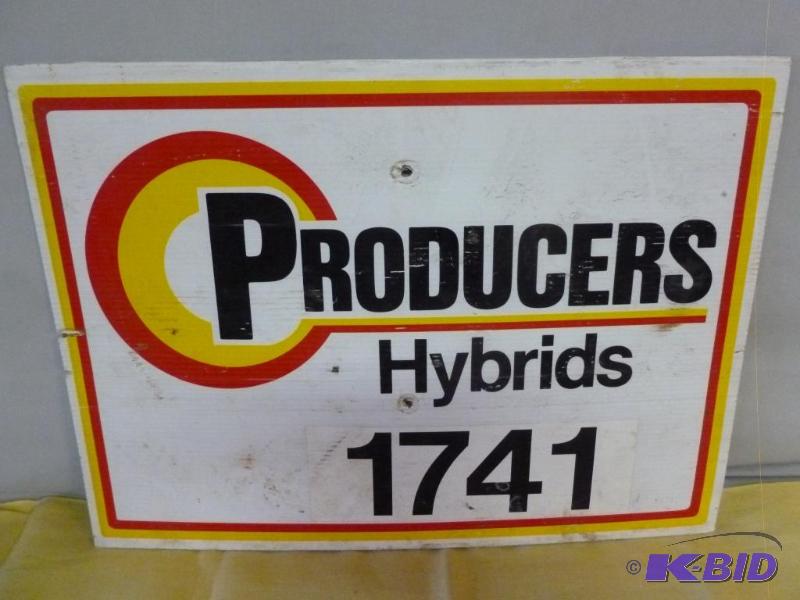 PRODUCERS
Hybrids
1741
© K-BID